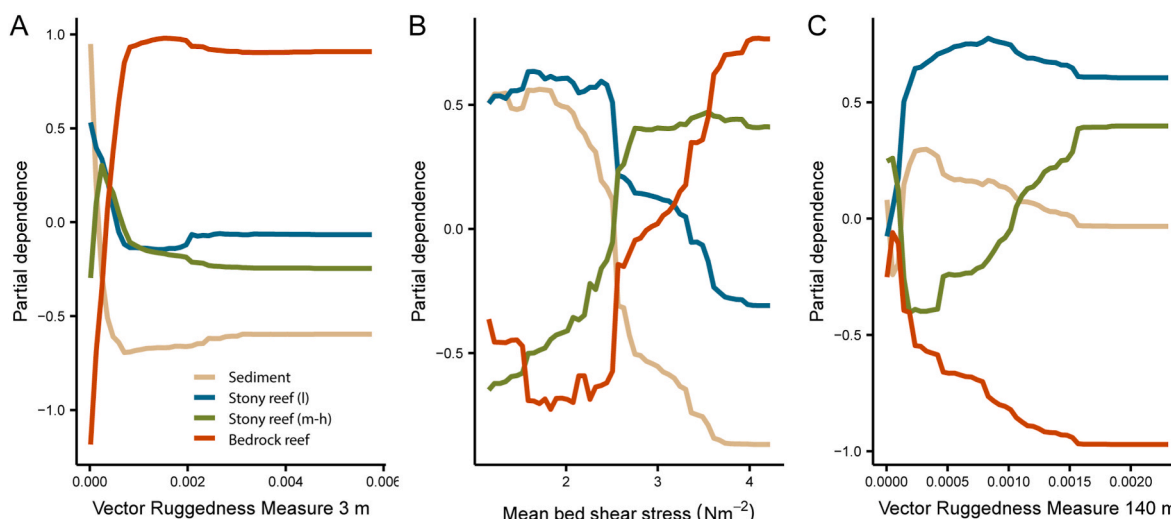 A
B
C
Partial dependence
1.0
0.5
0.0
−0.5
−1.0
Sediment
Stony reef (l)
Stony reef (m-h)
Bedrock reef
0.000
0.002
0.004
Vector Ruggedness Measure 3 m
Partial dependence
0.5
0.0
−0.5
2
3
4
Mean bed shear stress (Nm−2)
Partial dependence
0.5
0.0
−0.5
−1.0
0.0000
0.0005
0.0010
0.0015
0.0020
Vector Ruggedness Measure 140 m